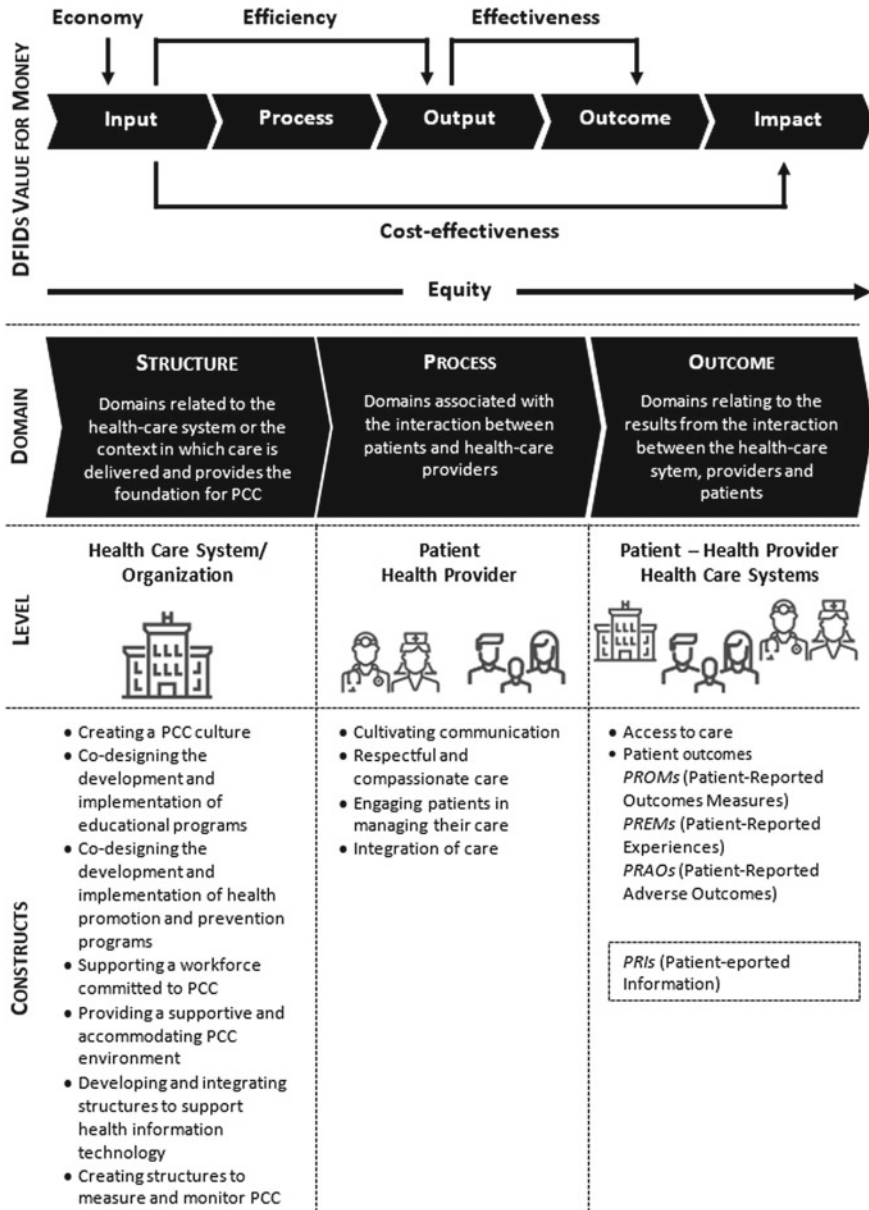 DFIDs Value for Money
Economy
Efficiency
Effectiveness
Input
Process
Output
Outcome
Impact
Cost-effectiveness
Equity
Domain
Structure
Domains related to the
health-care system or the
context in which care is
delivered and provides the
foundation for PCC
Process
Domains associated with
the interaction between
patients and health-care
providers
Outcome
Domains relating to the
results from the interaction
between the health-care
sytem, providers and
patients
Level
Health Care System/
Organization
H
Patient
Health Provider
Patient – Health Provider
Health Care Systems
H
Constructs
• Creating a PCC culture
• Co-designing the
development and
implementation of
educational programs
• Co-designing the
development and
implementation of health
promotion and prevention
programs
• Supporting a workforce
committed to PCC
• Providing a supportive and
accommodating PCC
environment
• Developing and integrating
structures to support
health information
technology
• Creating structures to
measure and monitor PCC
• Cultivating communication
• Respectful and
compassionate care
• Engaging patients in
managing their care
• Integration of care
• Access to care
• Patient outcomes
PROMs (Patient-Reported
Outcomes Measures)
PREMs (Patient-Reported
Experiences)
PRAOs (Patient-Reported
Adverse Outcomes)
PRIs (Patient-eported
Information)